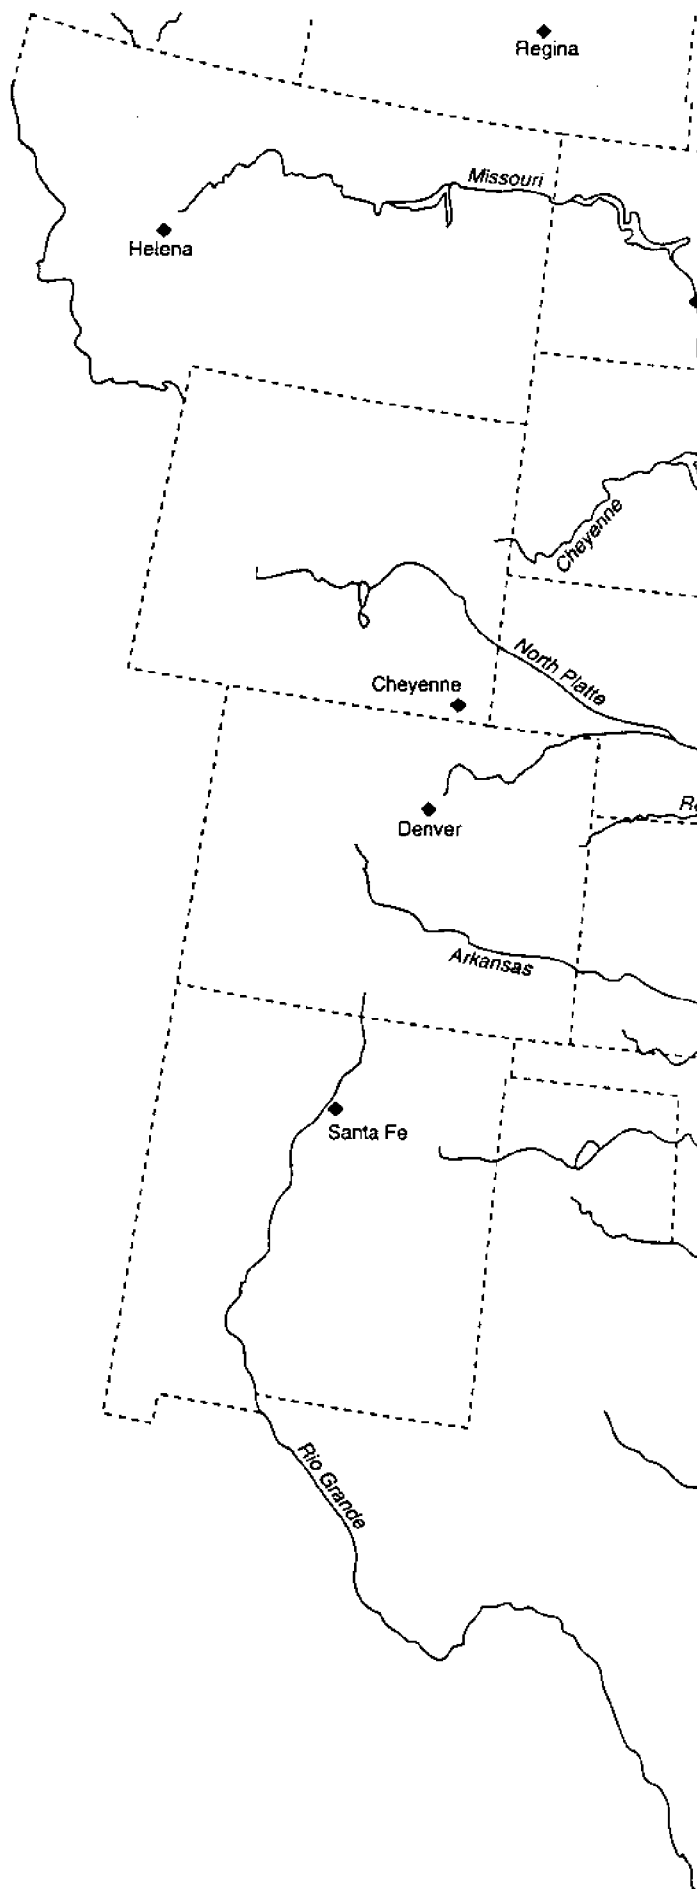 Regina
Missouri
Helena
Cheyenne
North Platte
Cheyenne
Denver
Arkansas
Santa Fe
Rio Grande